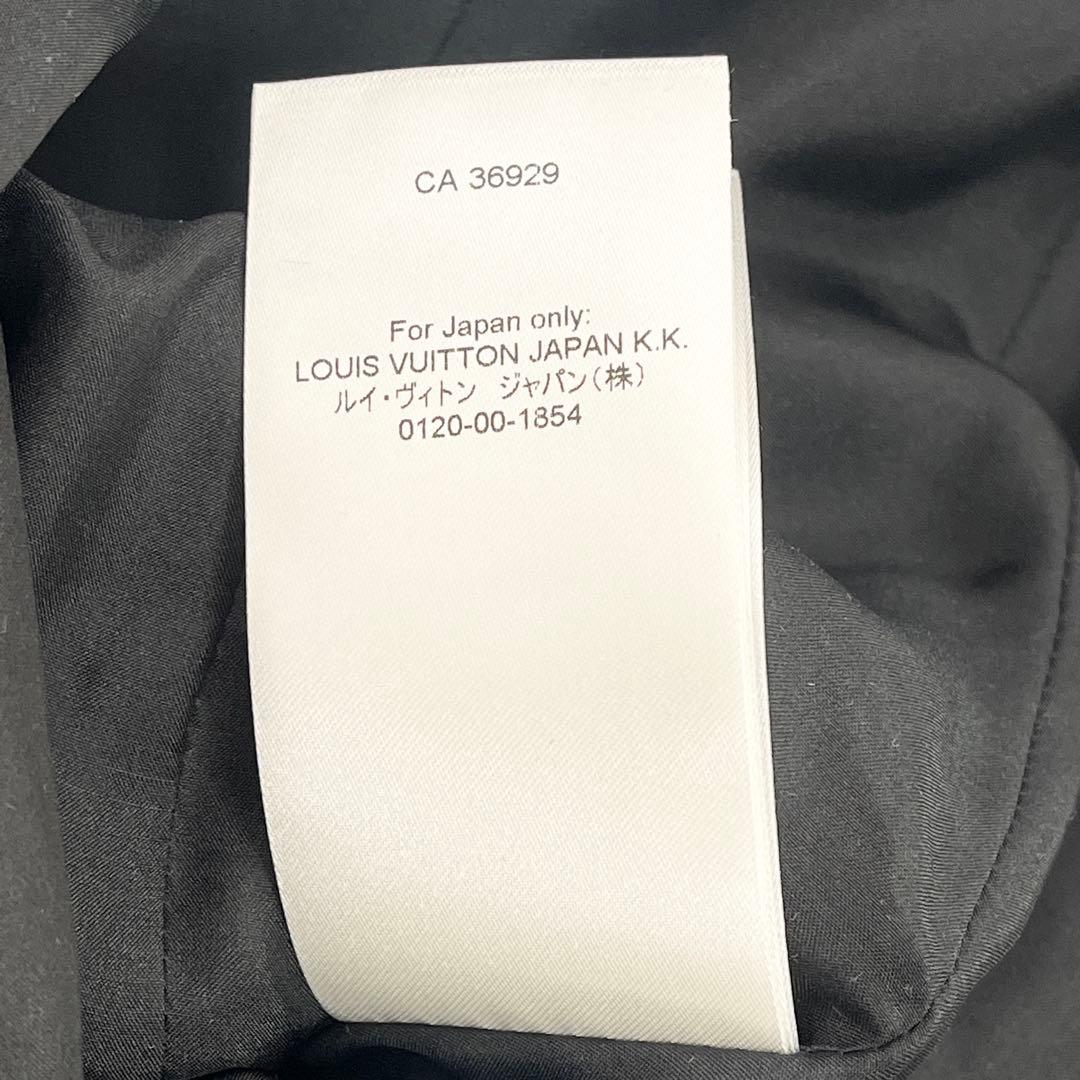 CA 36929
For Japan only:
LOUIS VUITTON JAPAN K.K.
ルイ・ヴィトン　ジャパン(株)
0120-00-1854